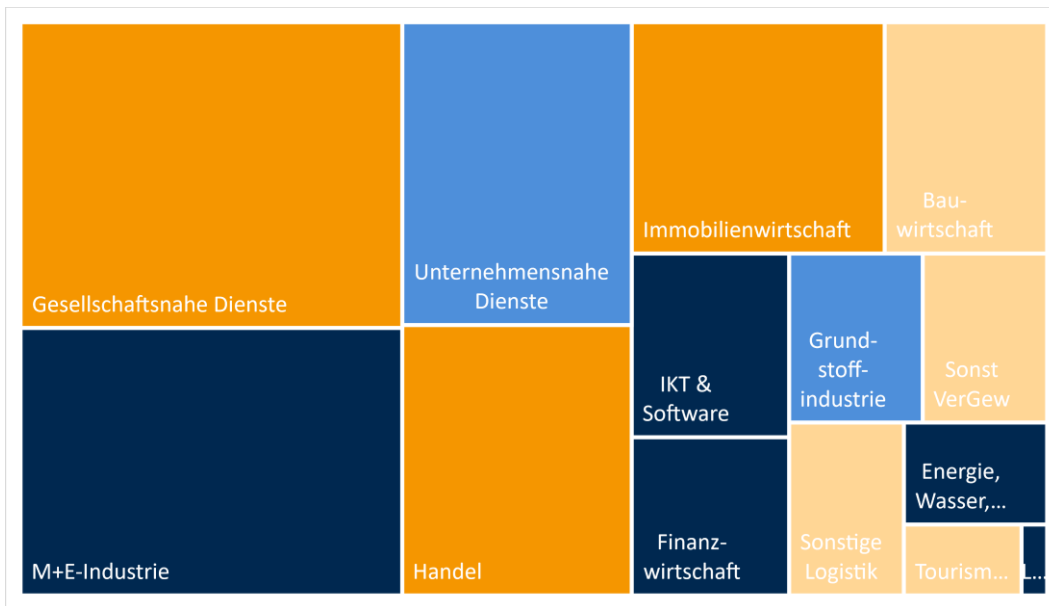 Gesellschaftsnahe Dienste
M+E-Industrie
Unternehmensnahe
Dienste
Handel
Immobilienwirtschaft
Bau-
wirtschaft
IKT &
Software
Grund-
stoff-
industrie
Sonst
VerGew
Finanz-
wirtschaft
Sonstige
Logistik
Energie,
Wasser,...
Tourism...
L...